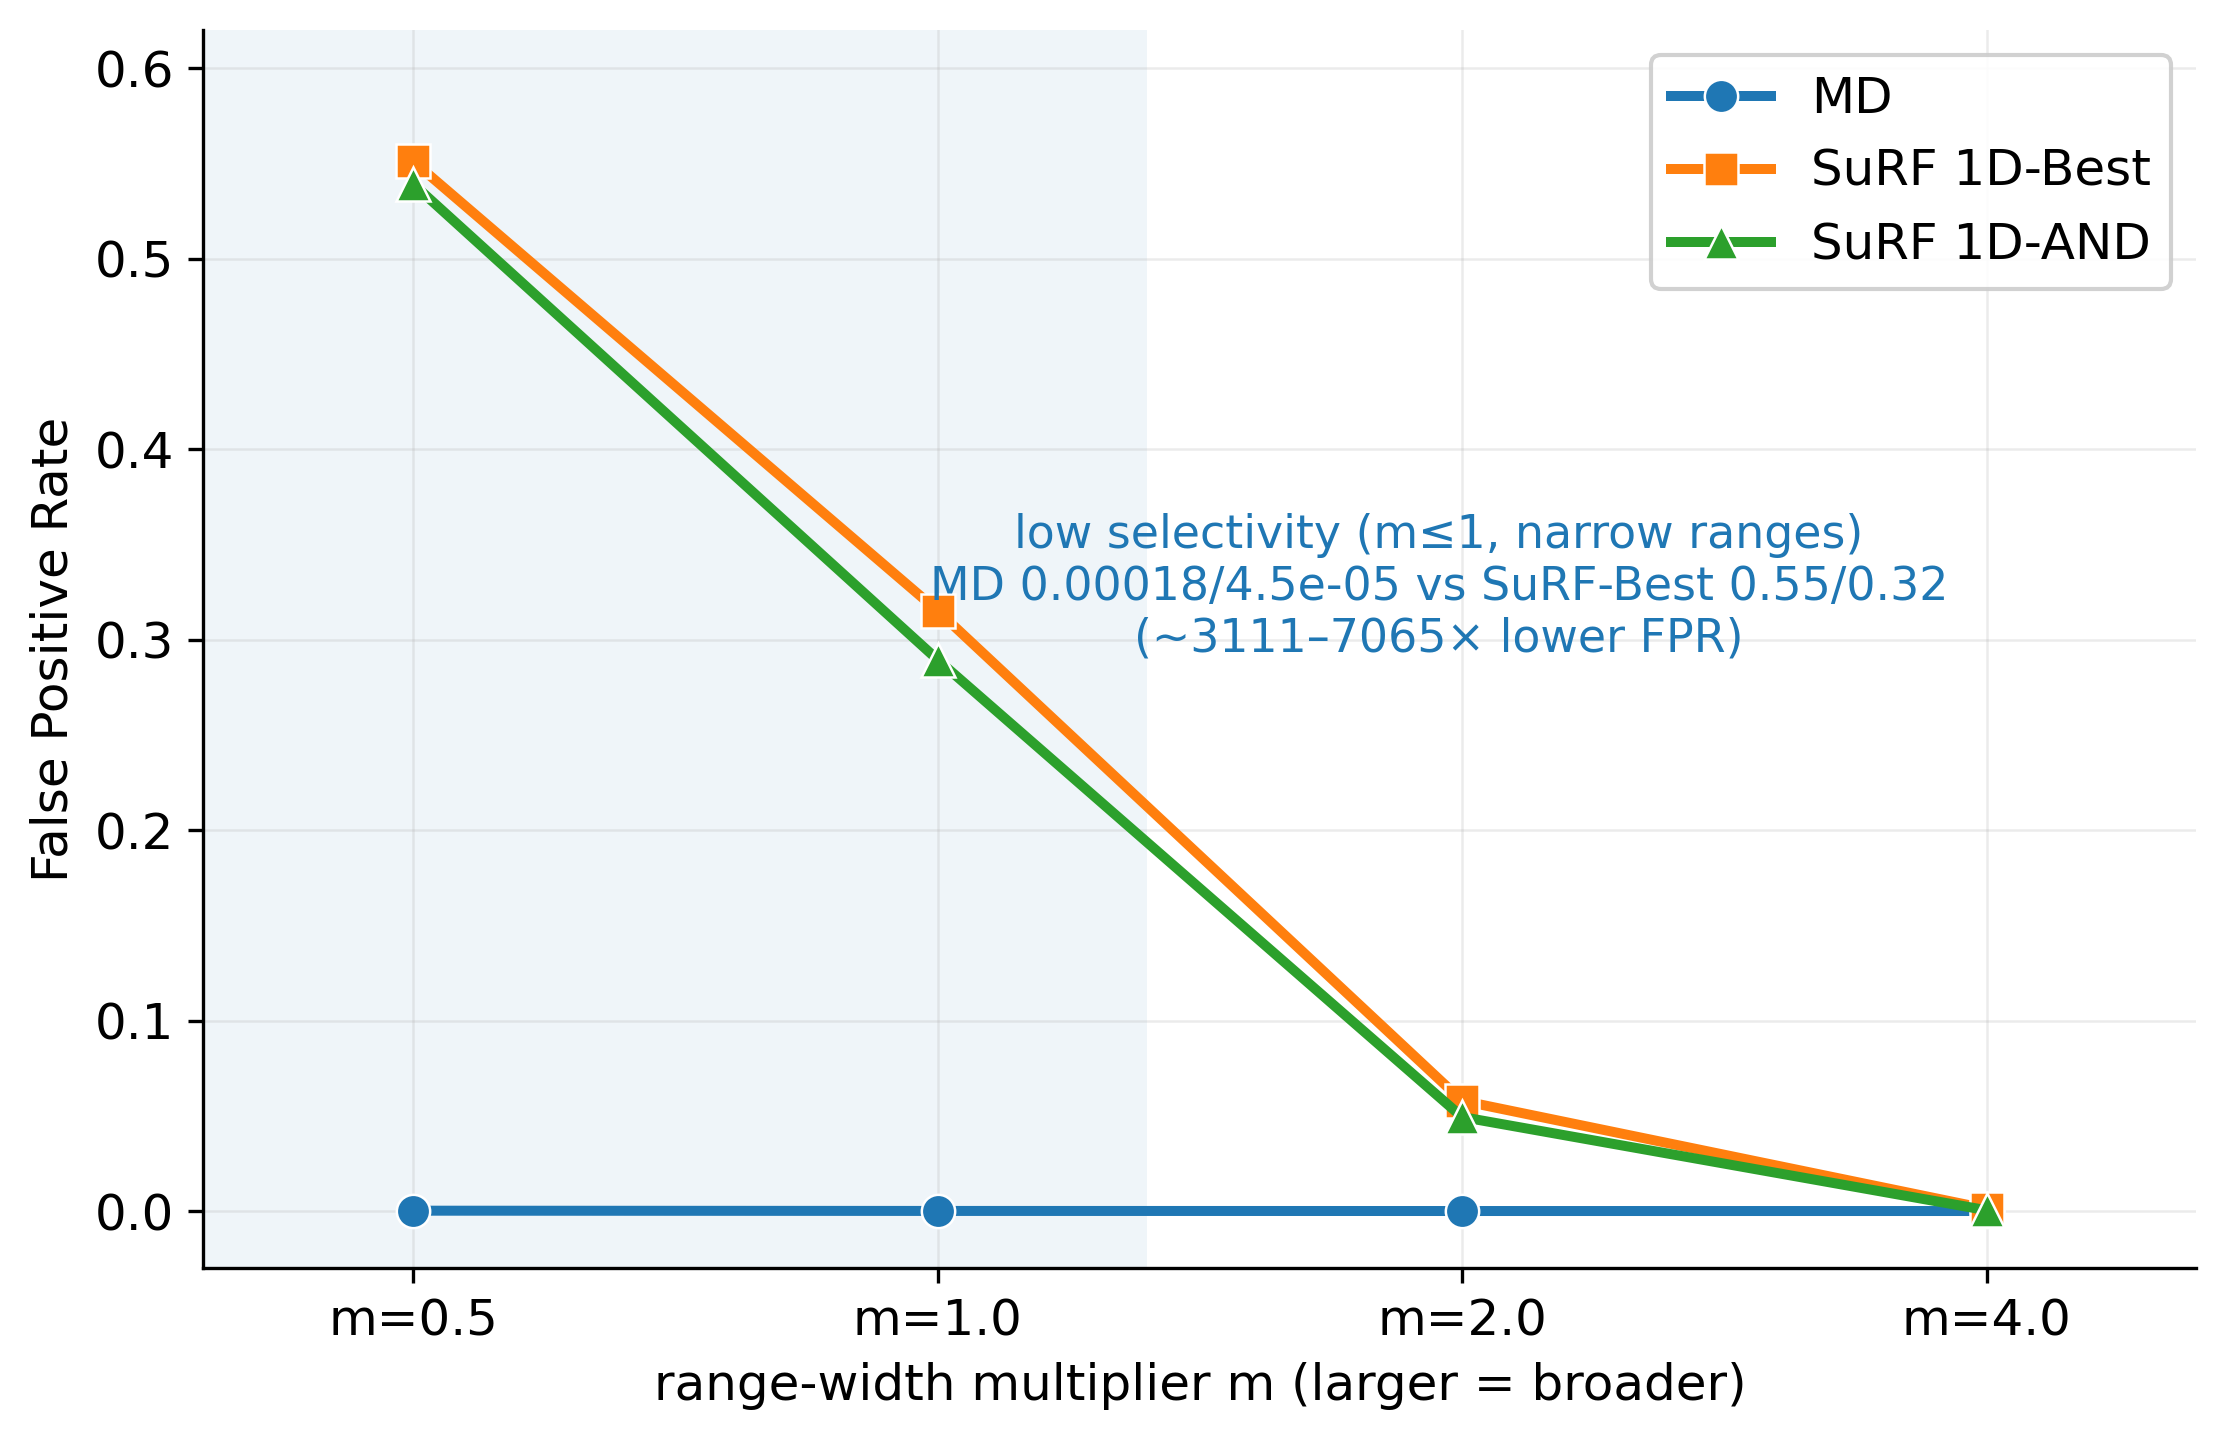 0.6
0.5
0.4
0.3
0.2
0.1
0.0
False Positive Rate
MD
SuRF 1D-Best
SuRF 1D-AND
low selectivity (m≤1, narrow ranges)
MD 0.00018/4.5e-05 vs SuRF-Best 0.55/0.32
(~3111–7065× lower FPR)
m=0.5
m=1.0
m=2.0
m=4.0
range-width multiplier m (larger = broader)